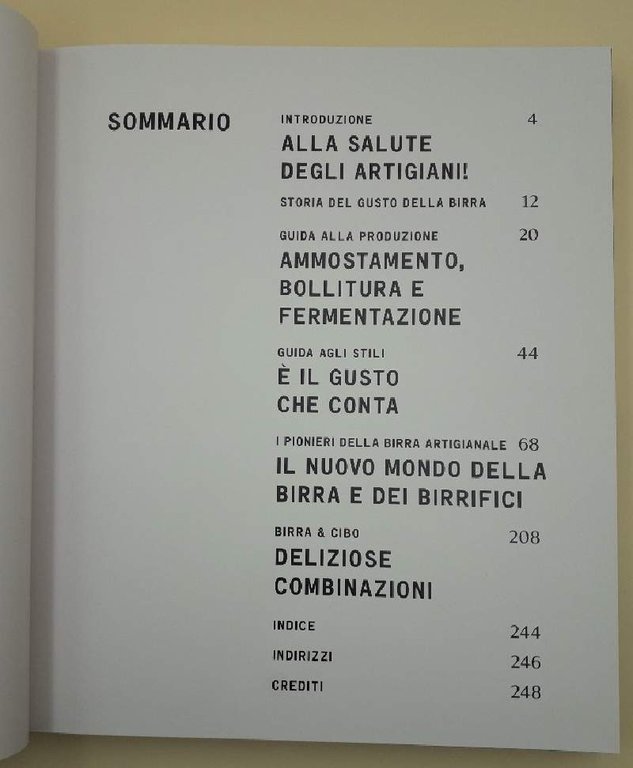 SOMMARIO
INTRODUZIONE 4
ALLA SALUTE
DEGLI ARTIGIANI!
STORIA DEL GUSTO DELLA BIRRA 12
GUIDA ALLA PRODUZIONE 20
AMMOSTAMENTO,
BOLLITURA E
FERMENTAZIONE
GUIDA AGLI STILI 44
È IL GUSTO
CHE CONTA
I PIONIERI DELLA BIRRA ARTIGIANALE 68
IL NUOVO MONDO DELLA
BIRRA E DEI BIRRIFICI
BIRRA & CIBO 208
DELIZIOSE
COMBINAZIONI
INDICE 244
INDIRIZZI 246
CREDITI 248